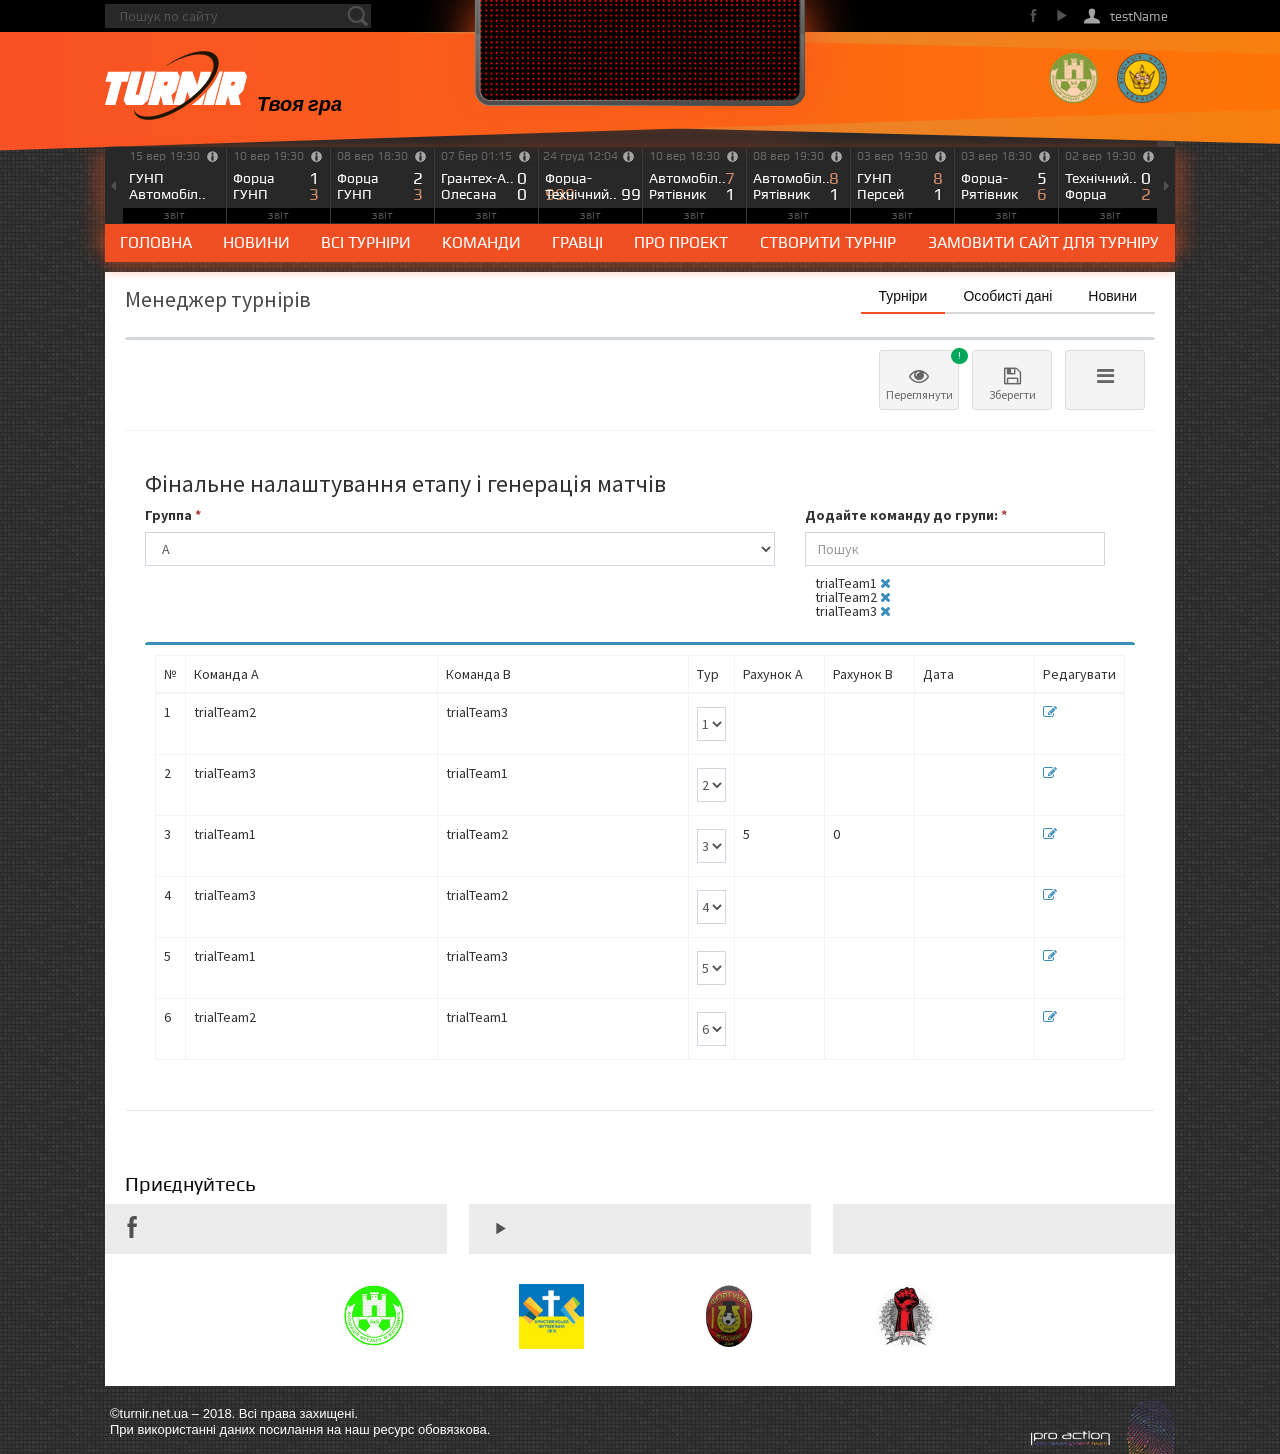 Пошук по сайту
testName
TURNIR Твоя гра
15 вер 19:30
ГУНП
Автомобіл..
звіт
10 вер 19:30
Форца 1
ГУНП 3
звіт
08 вер 18:30
Форца 2
ГУНП 3
звіт
07 бер 01:15
Грантех-А.. 0
Олесана 0
звіт
24 груд 12:04
Форца-
Технічний.. 99
звіт
10 вер 18:30
Автомобіл.. 7
Рятівник 1
звіт
08 вер 19:30
Автомобіл.. 8
Рятівник 1
звіт
03 вер 19:30
ГУНП 8
Персей 1
звіт
03 вер 18:30
Форца- 5
Рятівник 6
звіт
02 вер 19:30
Технічний.. 0
Форца 2
звіт
ГОЛОВНА НОВИНИ ВСІ ТУРНІРИ КОМАНДИ ГРАВЦІ ПРО ПРОЕКТ СТВОРИТИ ТУРНІР ЗАМОВИТИ САЙТ ДЛЯ ТУРНІРУ
Менеджер турнірів
Турніри Особисті дані Новини
!
Переглянути Зберегти
Фінальне налаштування етапу і генерація матчів
Группа *
A
Додайте команду до групи: *
Пошук
trialTeam1
trialTeam2
trialTeam3
№ Команда A Команда B Тур Рахунок A Рахунок B Дата Редагувати
1 trialTeam2 trialTeam3 1
2 trialTeam3 trialTeam1 2
3 trialTeam1 trialTeam2 3 5 0
4 trialTeam3 trialTeam2 4
5 trialTeam1 trialTeam3 5
6 trialTeam2 trialTeam1 6
Приєднуйтесь
©turnir.net.ua – 2018. Всі права захищені.
При використанні даних посилання на наш ресурс обовязкова.
pro action